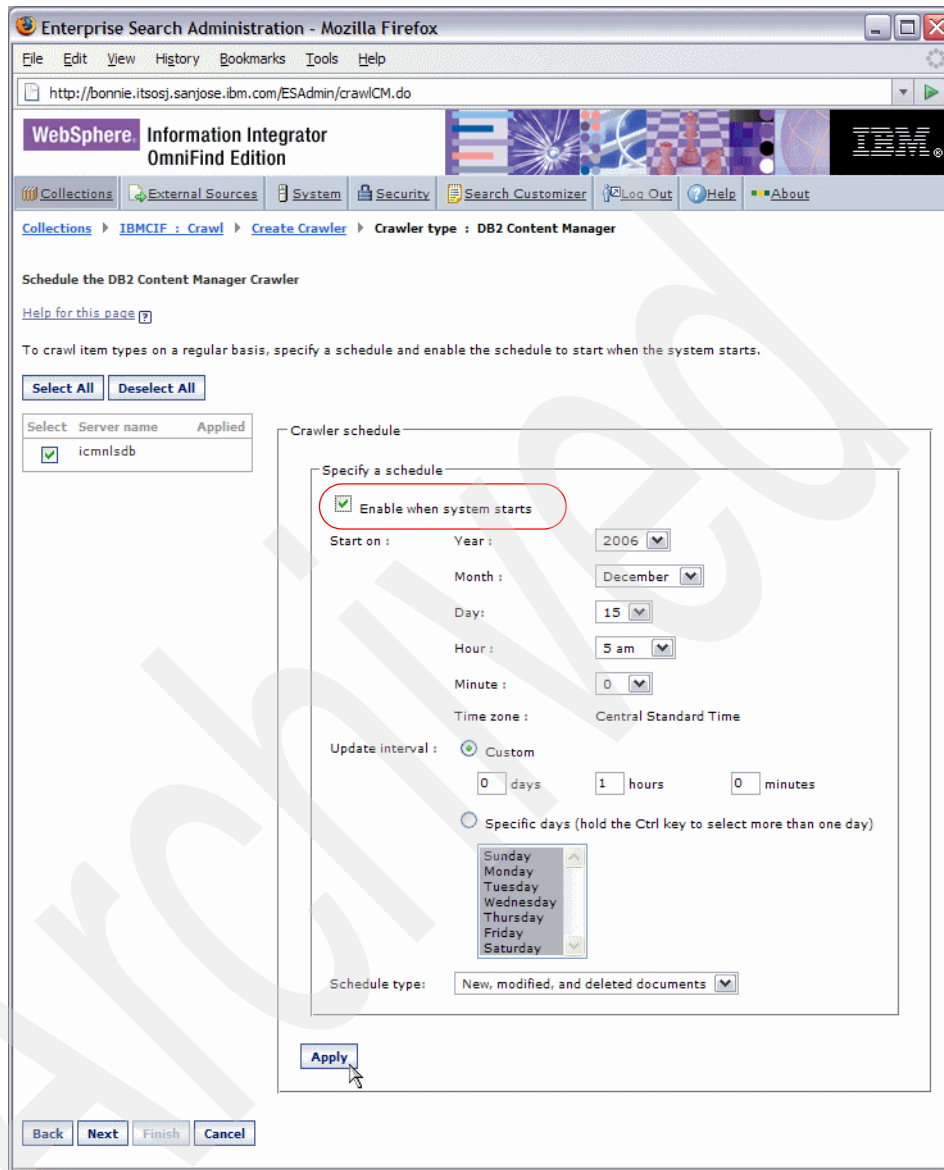 Enterprise Search Administration - Mozilla Firefox
File Edit View History Bookmarks Tools Help
http://bonnie.itsosj.sanjose.ibm.com/ESAdmin/crawlCM.do
WebSphere. Information Integrator
OmniFind Edition
IBM®
Collections External Sources System Security Search Customizer Log Out Help About
Collections IBMCIF : Crawl Create Crawler Crawler type : DB2 Content Manager
Schedule the DB2 Content Manager Crawler
Help for this page ?
To crawl item types on a regular basis, specify a schedule and enable the schedule to start when the system starts.
Select All Deselect All
Select Server name Applied
icmnlsdb
Crawler schedule
Specify a schedule
Enable when system starts
Start on : Year : 2006
Month : December
Day: 15
Hour : 5 am
Minute : 0
Time zone : Central Standard Time
Update interval : Custom
0 days 1 hours 0 minutes
Specific days (hold the Ctrl key to select more than one day)
Sunday
Monday
Tuesday
Wednesday
Thursday
Friday
Saturday
Schedule type: New, modified, and deleted documents
Apply
Back Next Finish Cancel
Archived